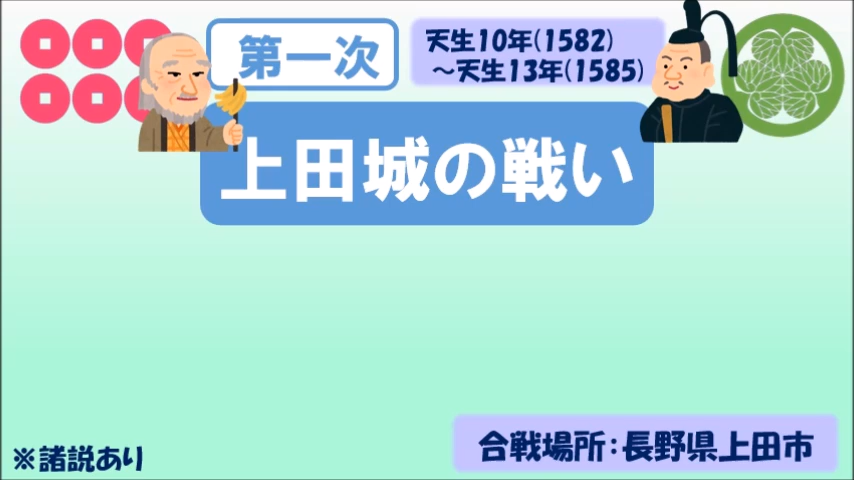 第一次
天生10年(1582)
～天生13年(1585)
上田城の戦い
※諸説あり
合戦場所:長野県上田市